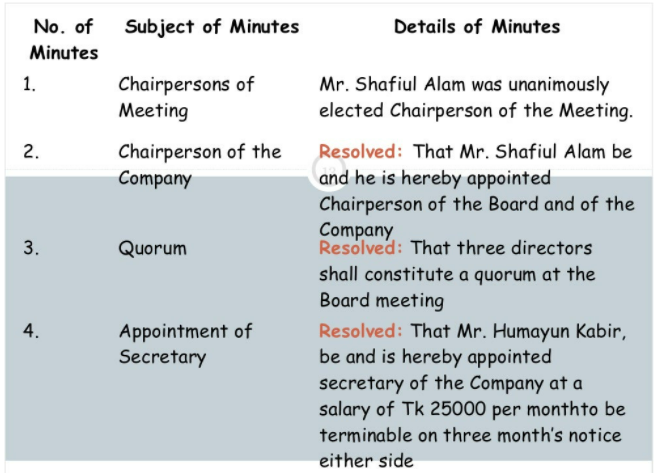 No. of Subject of Minutes Details of Minutes
Minutes
1. Chairpersons of Mr. Shafiul Alam was unanimously
Meeting elected Chairperson of the Meeting.
2. Chairperson of the Resolved: That Mr. Shafiul Alam be
Company and he is hereby appointed
Chairperson of the Board and of the
Company
3. Quorum Resolved: That three directors
shall constitute a quorum at the
Board meeting
4. Appointment of Resolved: That Mr. Humayun Kabir,
Secretary be and is hereby appointed
secretary of the Company at a
salary of Tk 25000 per monthto be
terminable on three month's notice
either side